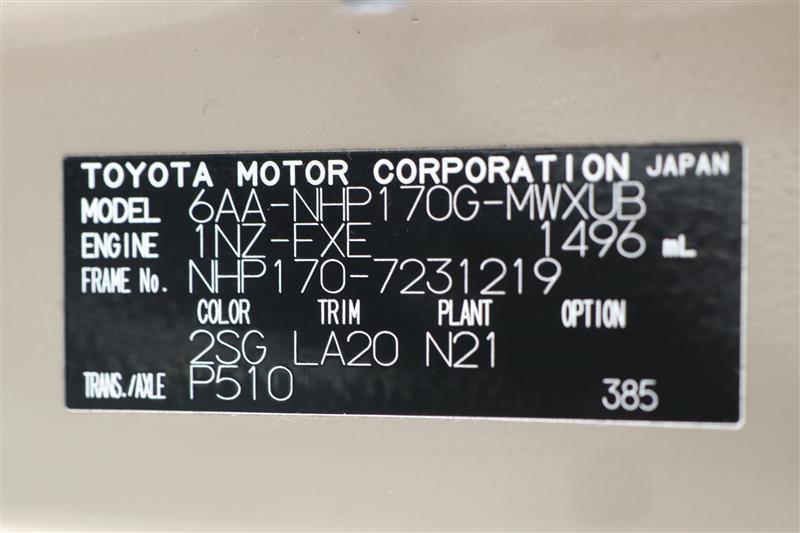 TOYOTA MOTOR CORPORATION JAPAN
MODEL 6AA-NHP170G-MWXUB
ENGINE 1NZ-EXE 1496 mL
FRAME No. NHP170-7231219
COLOR TRIM PLANT OPTION
2SG LA20 N21
TRANS./AXLE P510 385